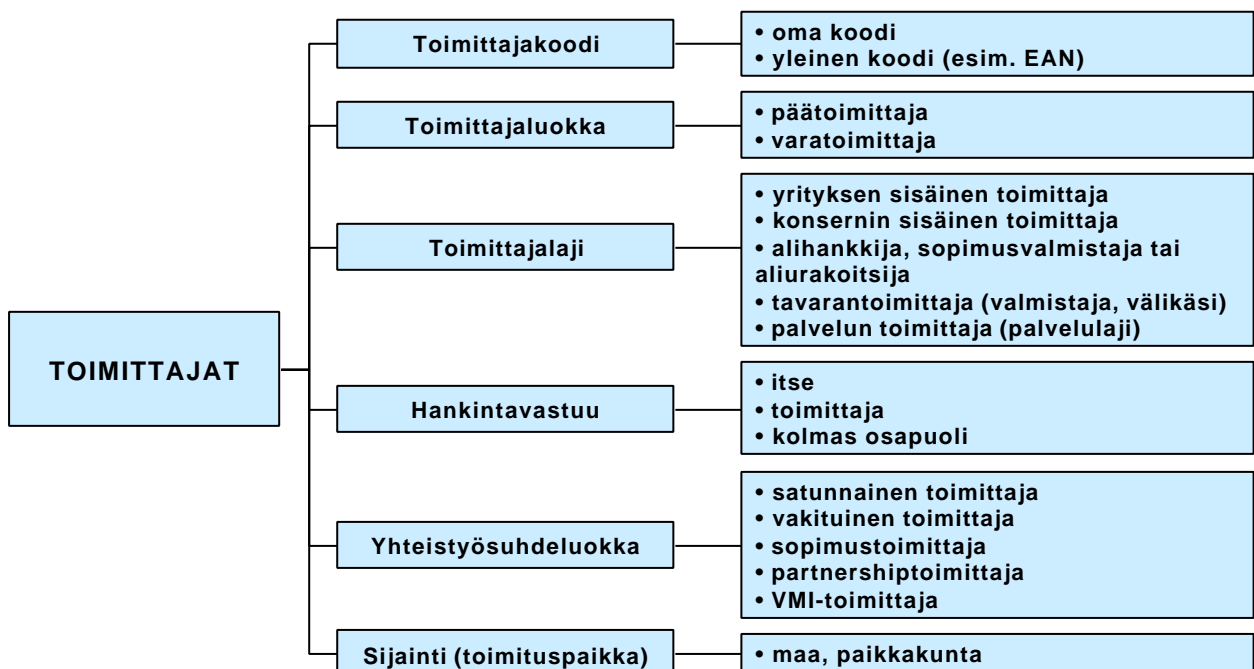 TOIMITTAJAT
Toimittajakoodi
• oma koodi
• yleinen koodi (esim. EAN)
Toimittajaluokka
• päätoimittaja
• varatoimittaja
Toimittajalaji
• yrityksen sisäinen toimittaja
• konsernin sisäinen toimittaja
• alihankkija, sopimusvalmistaja tai
aliurakoitsija
• tavarantoimittaja (valmistaja, välikäsi)
• palvelun toimittaja (palvelulaji)
Hankintavastuu
• itse
• toimittaja
• kolmas osapuoli
Yhteistyösuhdeluokka
• satunnainen toimittaja
• vakituinen toimittaja
• sopimustoimittaja
• partnershiptoimittaja
• VMI-toimittaja
Sijainti (toimituspaikka)
• maa, paikkakunta